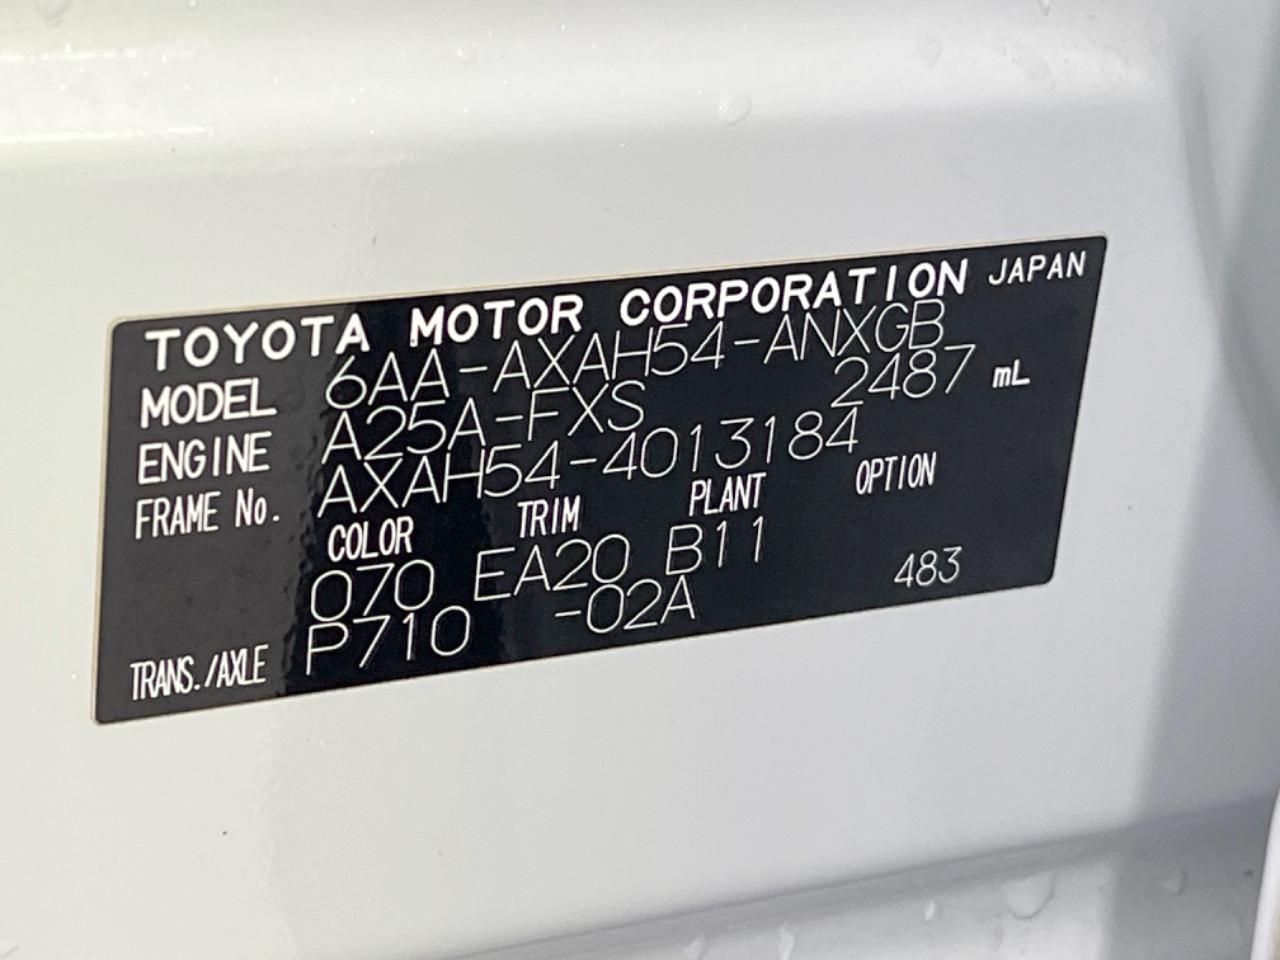 TOYOTA MOTOR CORPORATION JAPAN
MODEL 6AA-AXAH54-ANXGB
ENGINE A25A-FXS 2487 mL
FRAME No. AXAH54-4013184
COLOR TRIM PLANT OPTION
070 EA20 B11
TRANS./AXLE P710 -02A 483